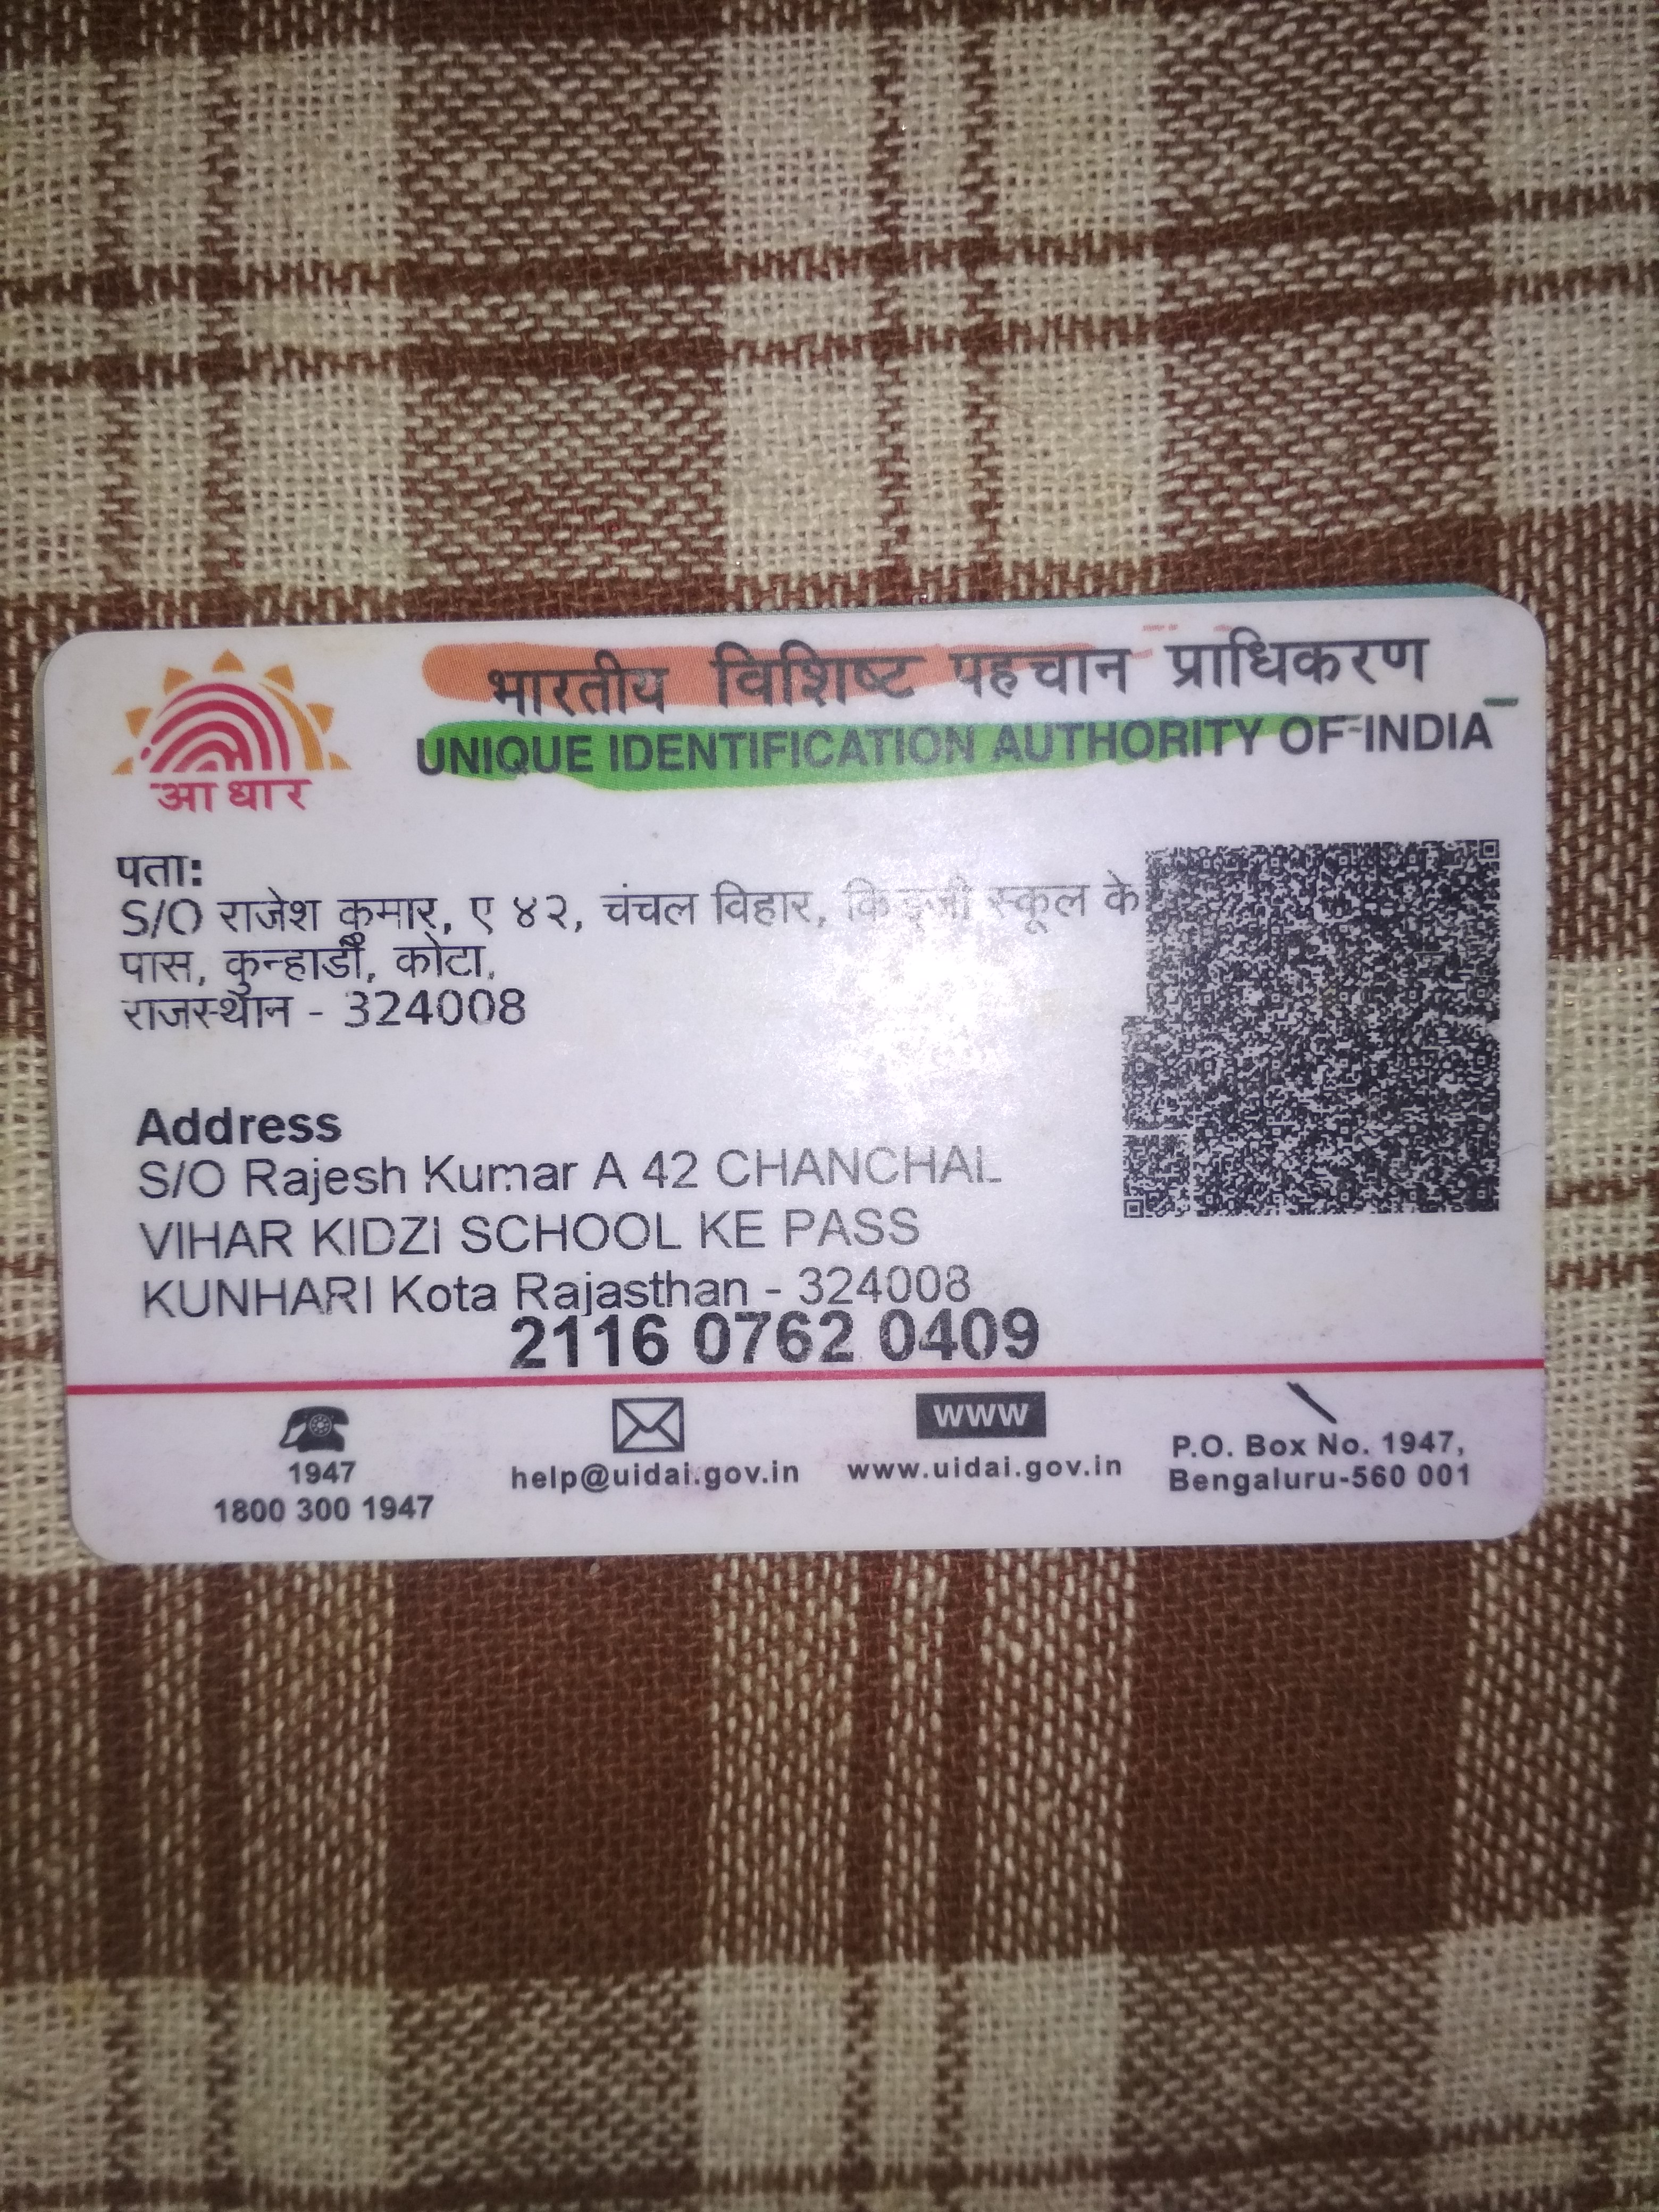 आधार
भारतीय विशिष्ट पहचान प्राधिकरण
UNIQUE IDENTIFICATION AUTHORITY OF INDIA
पता:
S/O राजेश कुमार, ए ४२, चंचल विहार, स्कूल के
पास, कुन्हाडी, कोटा,
राजस्थान - 324008
Address
S/O Rajesh Kumar A 42 CHANCHAL
VIHAR KIDZI SCHOOL KE PASS
KUNHARI Kota Rajasthan - 324008
2116 0762 0409
1947
1800 300 1947
help@uidai.gov.in
www
www.uidai.gov.in
P.O. Box No. 1947,
Bengaluru-560 001